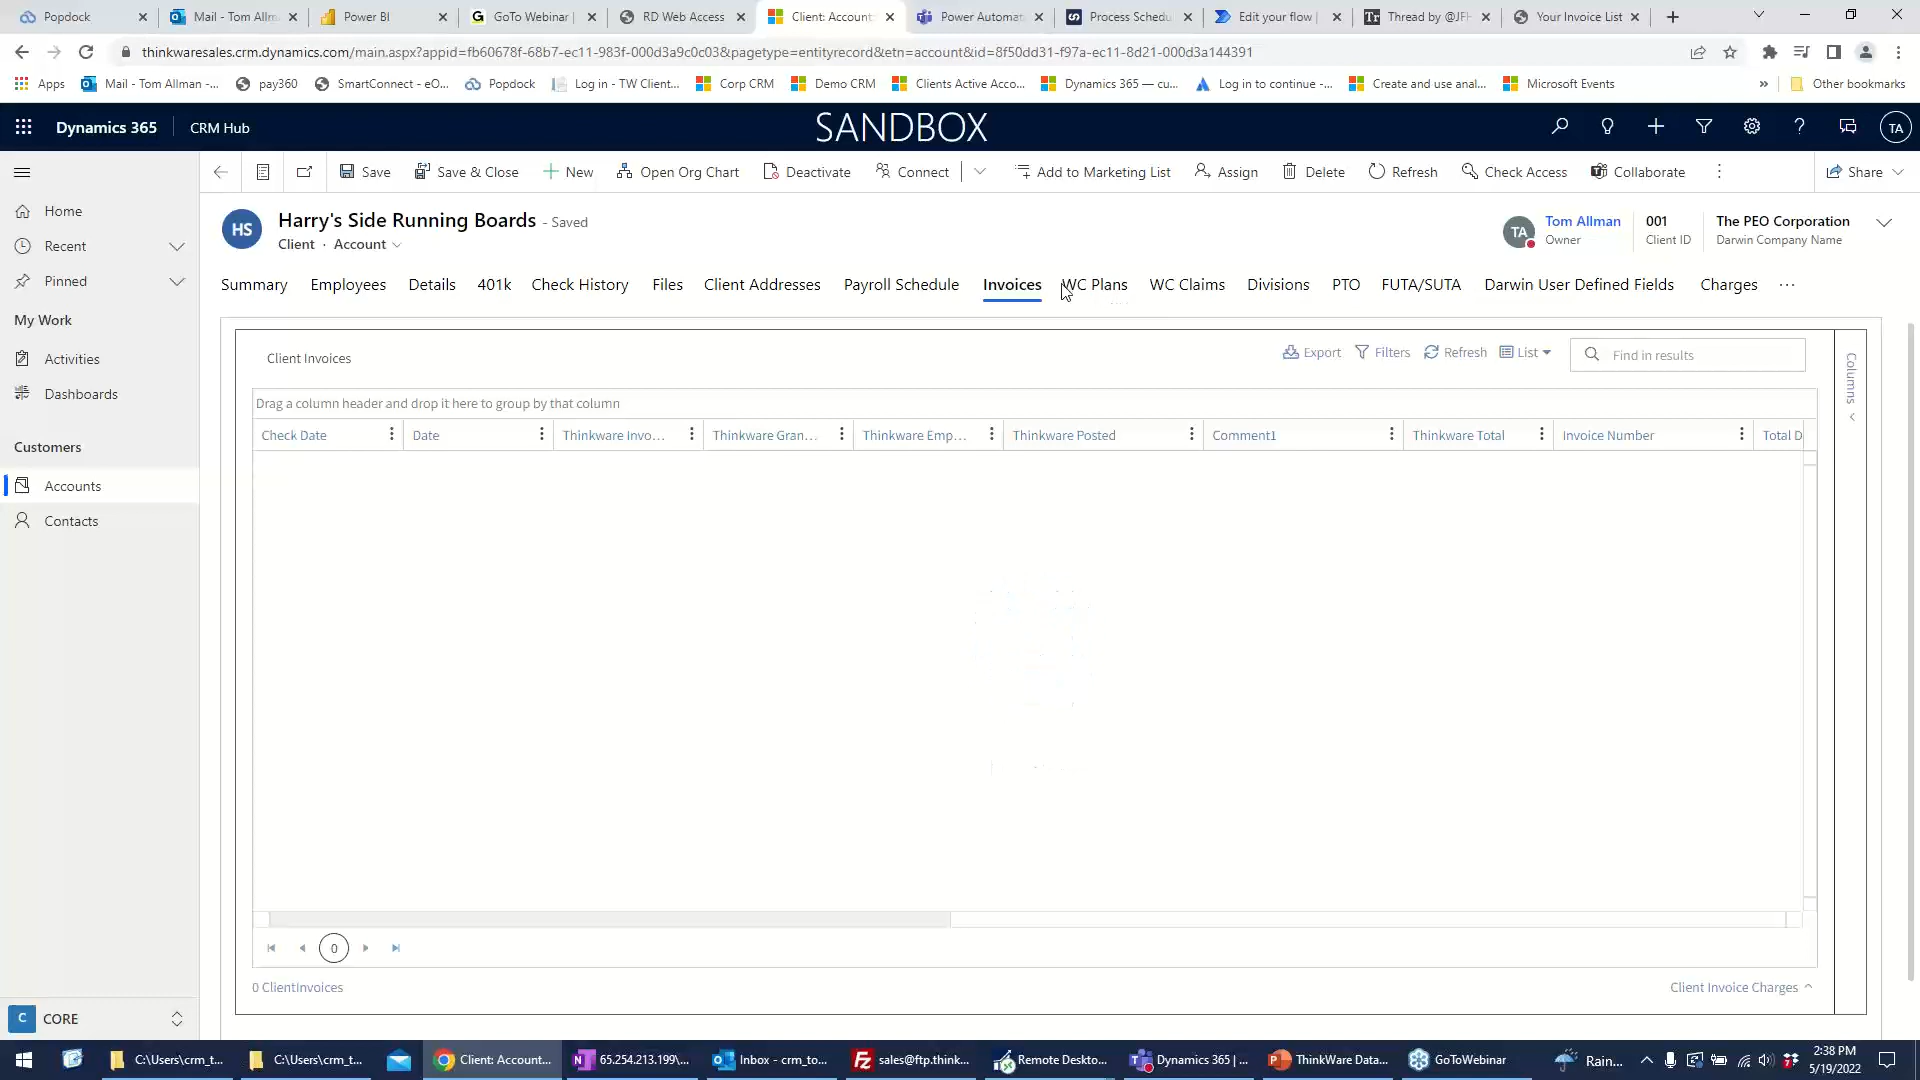 Popdock
Mail - Tom Allm
Power BI
GoTo Webinar |
RD Web Access
Client: Account:
Power Automat
Process Schedu
Edit your flow |
Thread by @JFH
Your Invoice List
thinkwaresales.crm.dynamics.com/main.aspx?appid=fb60678f-68b7-ec11-983f-000d3a9c0c03&pagetype=entityrecord&etn=account&id=8f50dd31-f97a-ec11-8d21-000d3a144391
Apps
Mail - Tom Allman -...
pay360
SmartConnect - eO...
Popdock
Log in - TW Client...
Corp CRM
Demo CRM
Clients Active Acco...
Dynamics 365 — cu...
Log in to continue -...
Create and use anal...
Microsoft Events
»
Other bookmarks
Dynamics 365
CRM Hub
SANDBOX
TA
Save
Save & Close
New
Open Org Chart
Deactivate
Connect
Add to Marketing List
Assign
Delete
Refresh
Check Access
Collaborate
Share
Home
Recent
Pinned
My Work
Activities
Dashboards
Customers
Accounts
Contacts
C CORE
HS
Harry's Side Running Boards - Saved
Client · Account
TA
Tom Allman
Owner
001
Client ID
The PEO Corporation
Darwin Company Name
Summary
Employees
Details
401k
Check History
Files
Client Addresses
Payroll Schedule
Invoices
WC Plans
WC Claims
Divisions
PTO
FUTA/SUTA
Darwin User Defined Fields
Charges
...
Client Invoices
Export
Filters
Refresh
List
Find in results
Columns
Drag a column header and drop it here to group by that column
Check Date
Date
Thinkware Invo...
Thinkware Gran...
Thinkware Emp...
Thinkware Posted
Comment1
Thinkware Total
Invoice Number
Total D
0
0 ClientInvoices
Client Invoice Charges
C:\Users\crm_t...
C:\Users\crm_t...
Client: Account...
65.254.213.199\...
Inbox - crm_to...
sales@ftp.think...
Remote Deskto...
Dynamics 365 | ...
ThinkWare Data...
GoToWebinar
Rain...
2:38 PM
5/19/2022